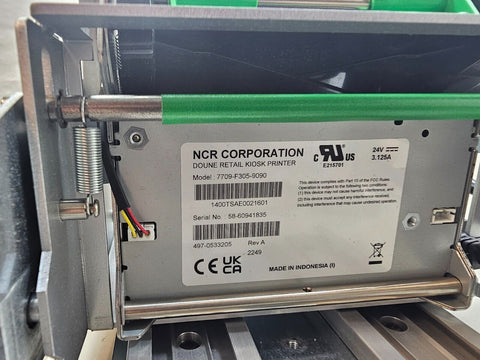 NCR CORPORATION
DOUNE RETAIL KIOSK PRINTER
Model : 7709-F305-9090
1400TSAE0021601
Serial No. 58-60941835
497-0533205 Rev A
2249
CE UK CA
MADE IN INDONESIA (I)
C RU US
E215701
24V
3.125A
This device complies with Part 15 of the FCC Rules.
Operation is subject to the following two conditions:
(1) this device may not cause harmful interference, and
(2) this device must accept any interference received,
including interference that may cause
undesired operation.